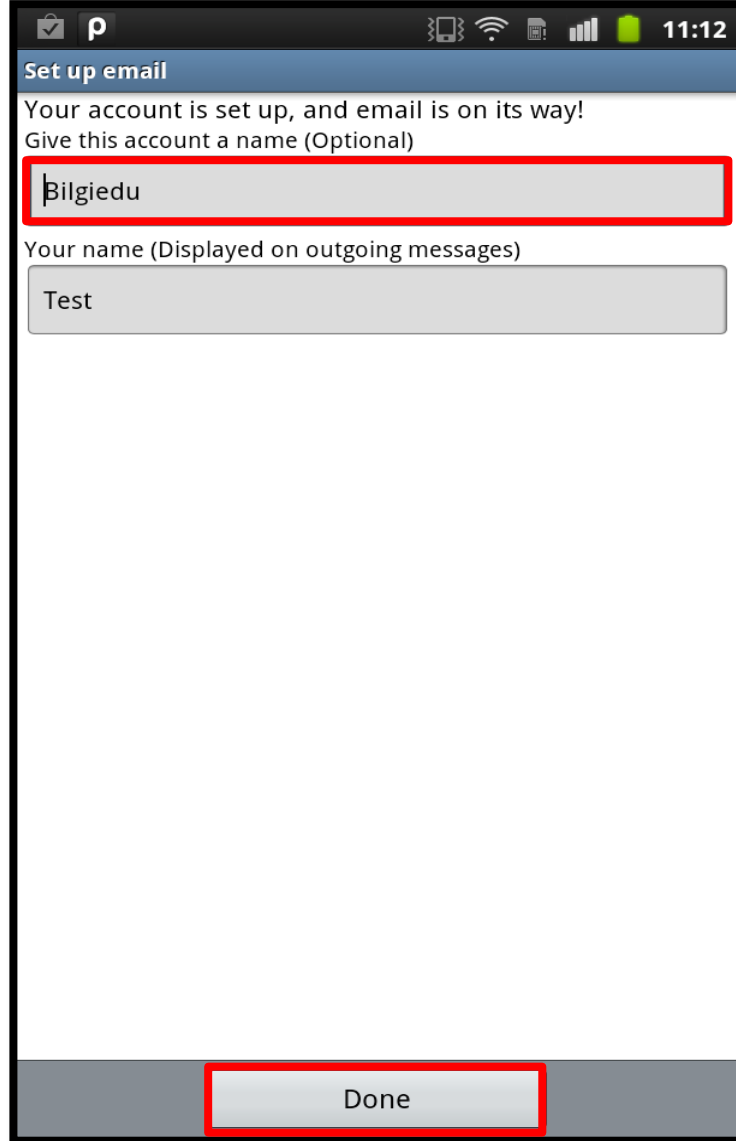 11:12
Set up email
Your account is set up, and email is on its way!
Give this account a name (Optional)
Bilgiedu
Your name (Displayed on outgoing messages)
Test
Done